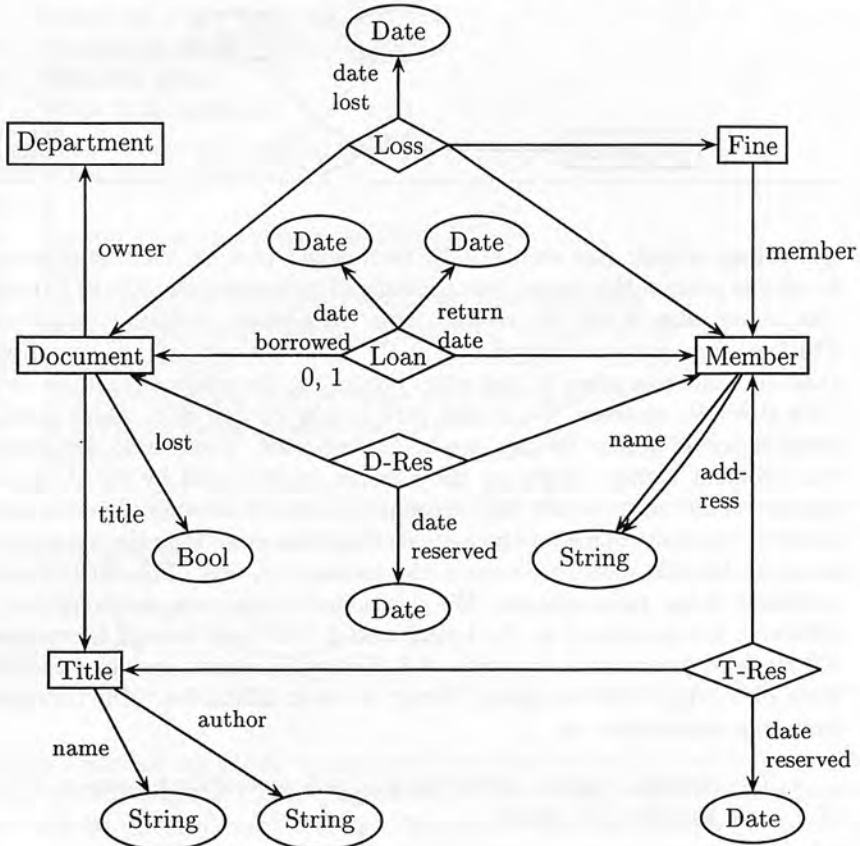 Date
date
lost
Department
Loss
Fine
Date
Date
owner
member
date
return
borrowed
date
Document
Loan
Member
0, 1
lost
D-Res
name
add-
ress
title
date
reserved
Bool
String
Date
Title
T-Res
author
name
date
reserved
String
String
Date